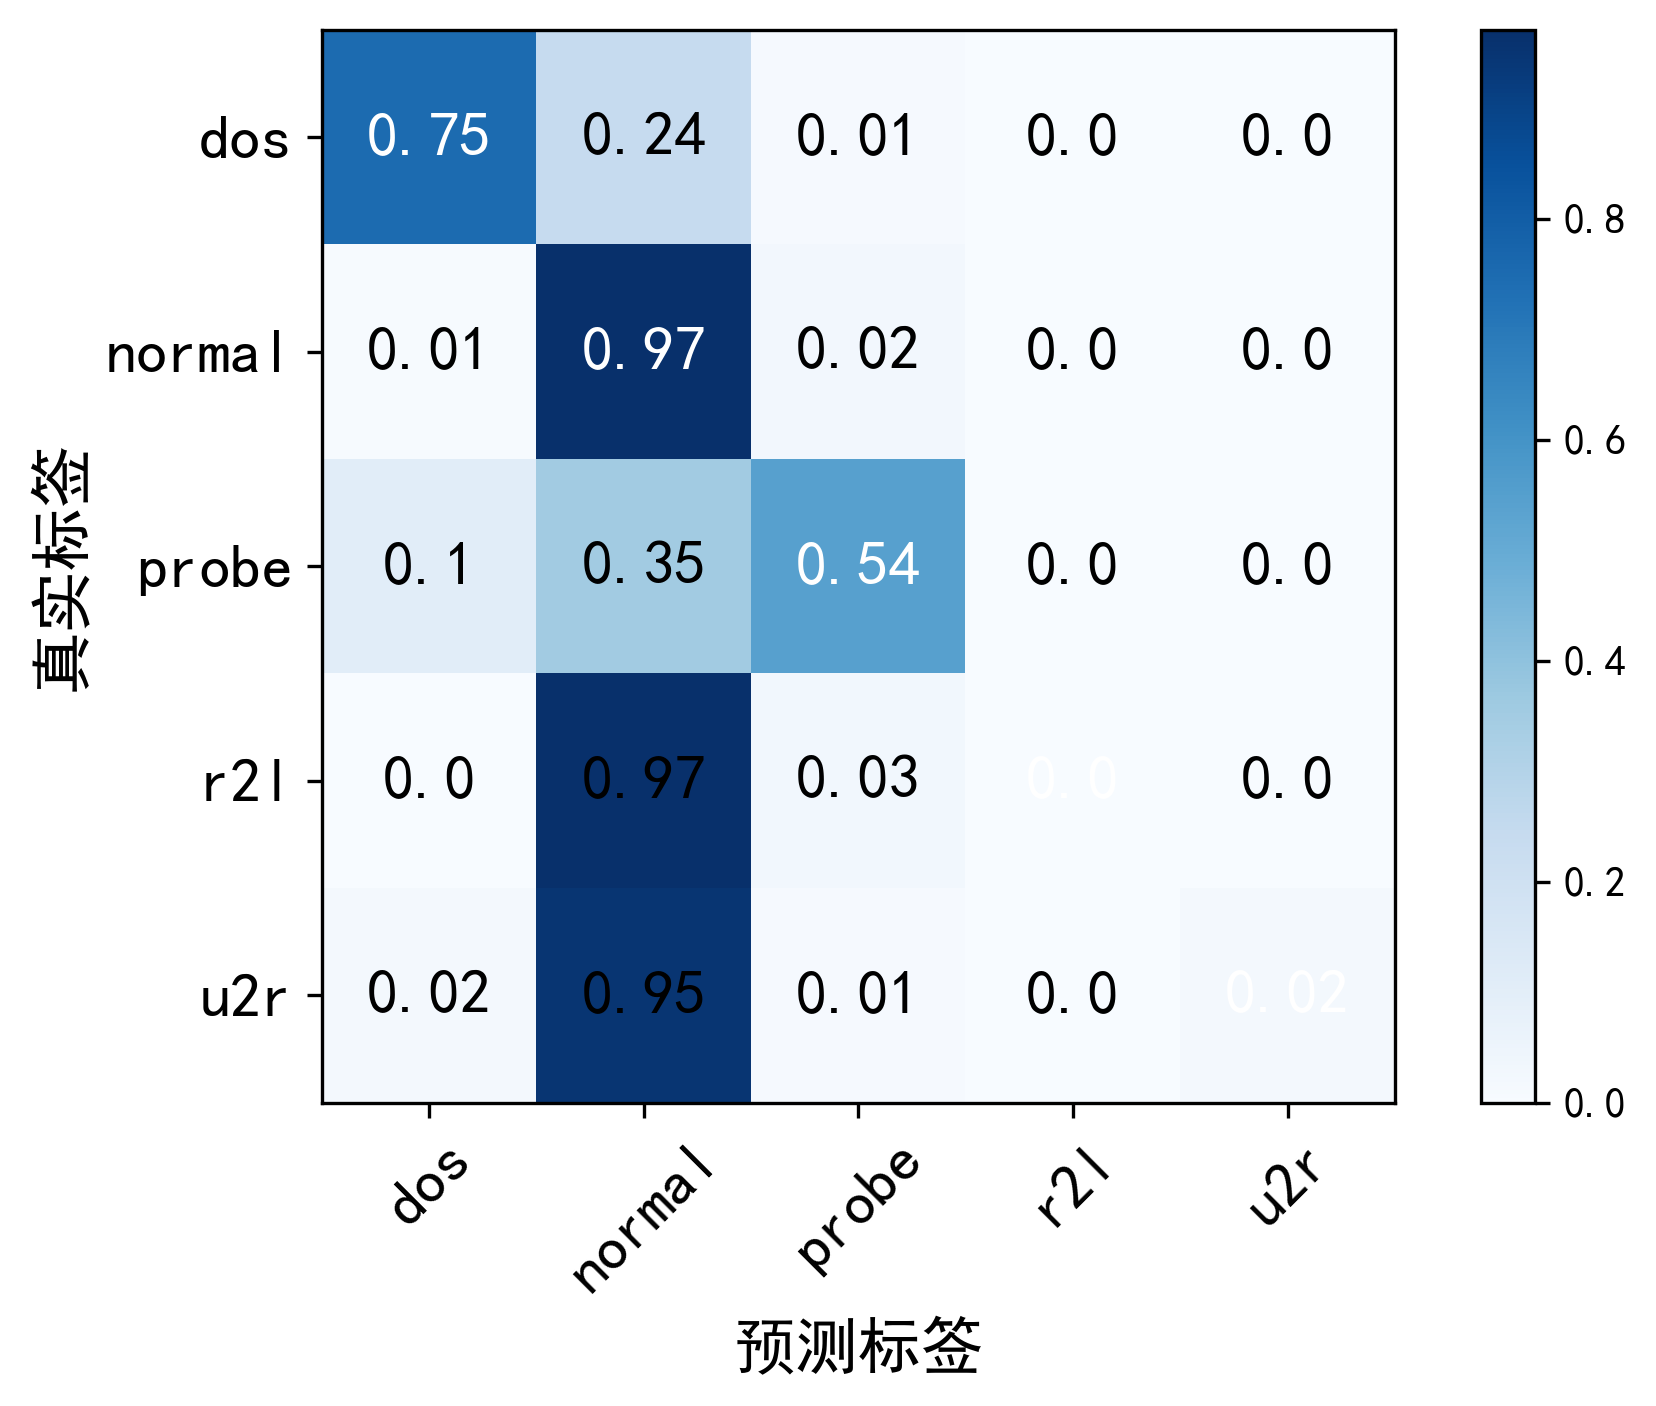 dos 0.75 0.24 0.01 0.0 0.0
0.8
normal 0.01 0.97 0.02 0.0 0.0
0.6
真实标签
probe 0.1 0.35 0.54 0.0 0.0
0.4
r2l 0.0 0.97 0.03 0.0 0.0
0.2
u2r 0.02 0.95 0.01 0.0 0.02
0.0
dos normal probe r2l u2r
预测标签